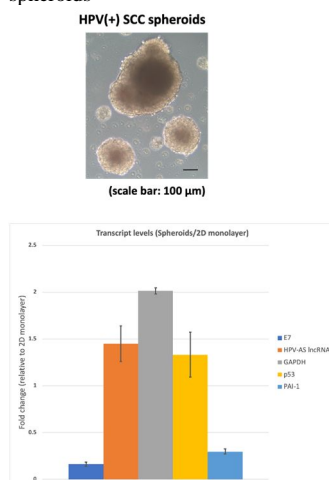 spheroids
HPV(+) SCC spheroids
(scale bar: 100 μm)
Transcript levels (Spheroids/2D monolayer)
Fold change (relative to 2D monolayer)
2.5
2
1.5
1
0.5
0
E7
HPV-AS lncRNA
GAPDH
p53
PAI-1